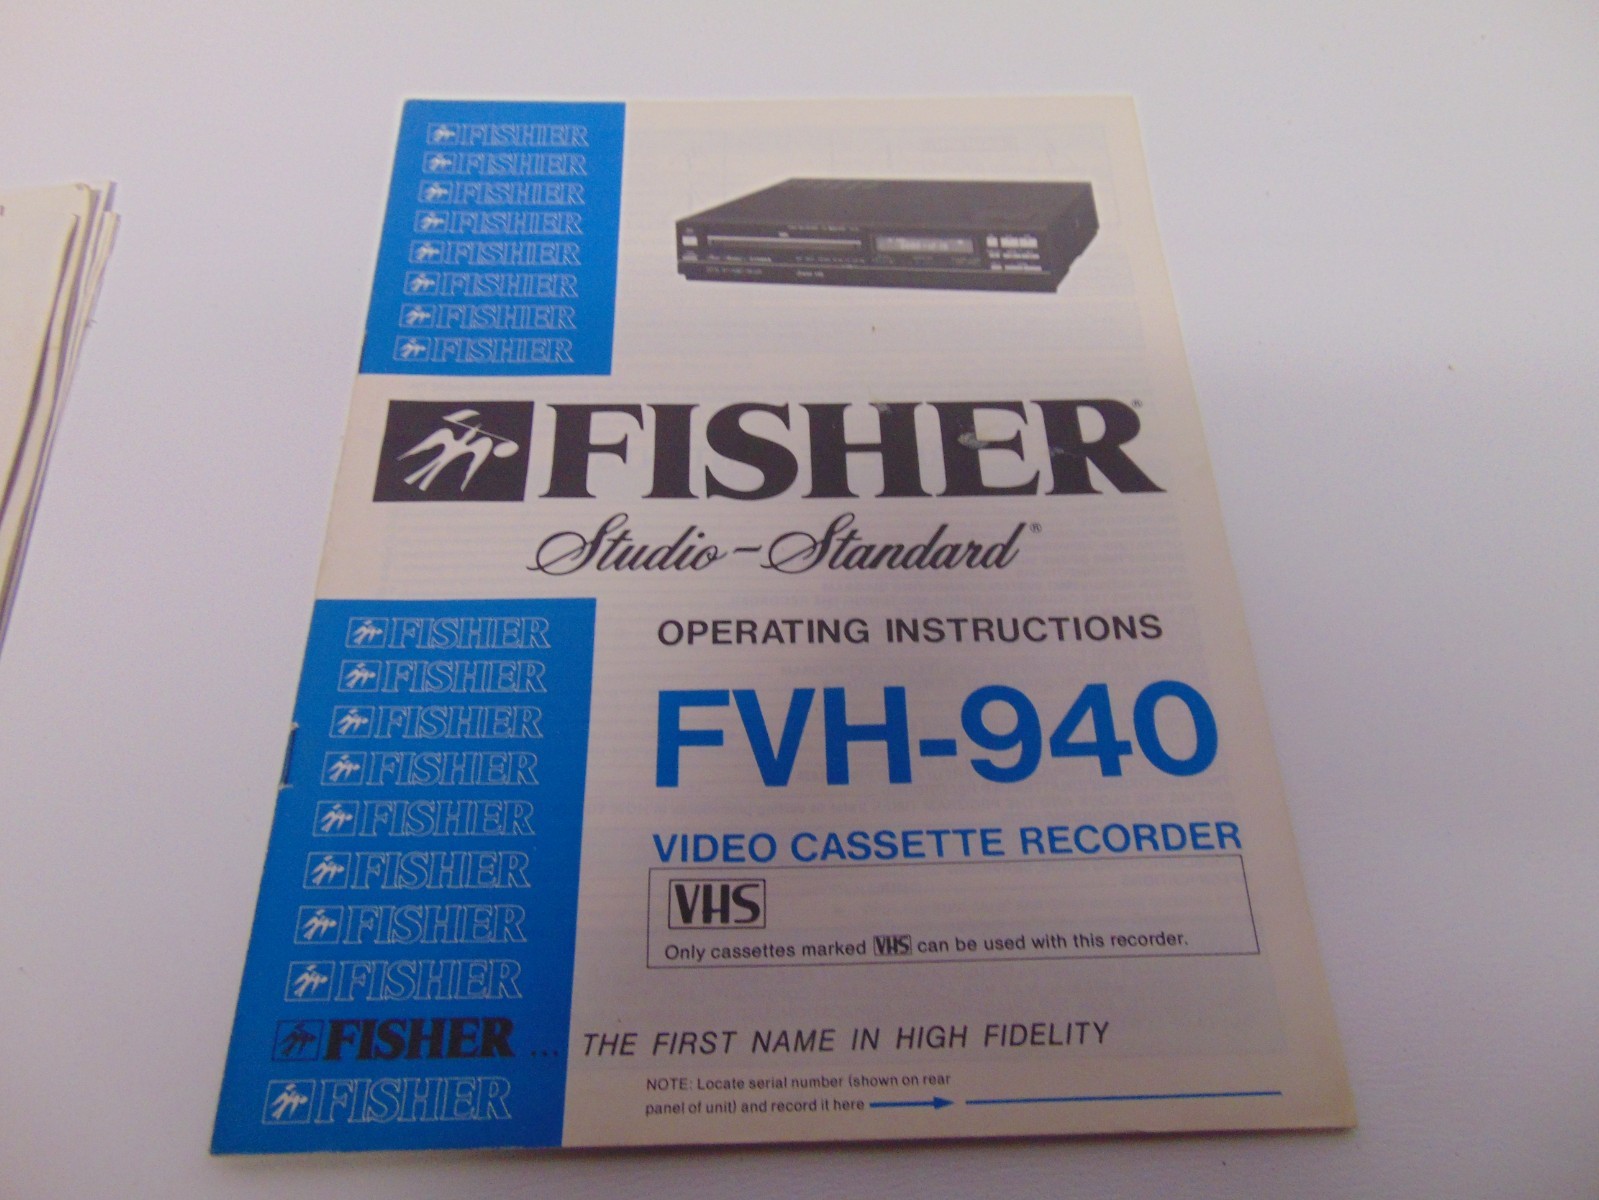 FISHER
FISHER
FISHER
FISHER
FISHER
FISHER
FISHER
FISHER
FISHER®
Studio-Standard®
FISHER
FISHER
FISHER
FISHER
FISHER
FISHER
FISHER
FISHER
OPERATING INSTRUCTIONS
FVH-940
VIDEO CASSETTE RECORDER
VHS
Only cassettes marked VHS can be used with this recorder.
FISHER ... THE FIRST NAME IN HIGH FIDELITY
FISHER
NOTE: Locate serial number (shown on rear
panel of unit) and record it here